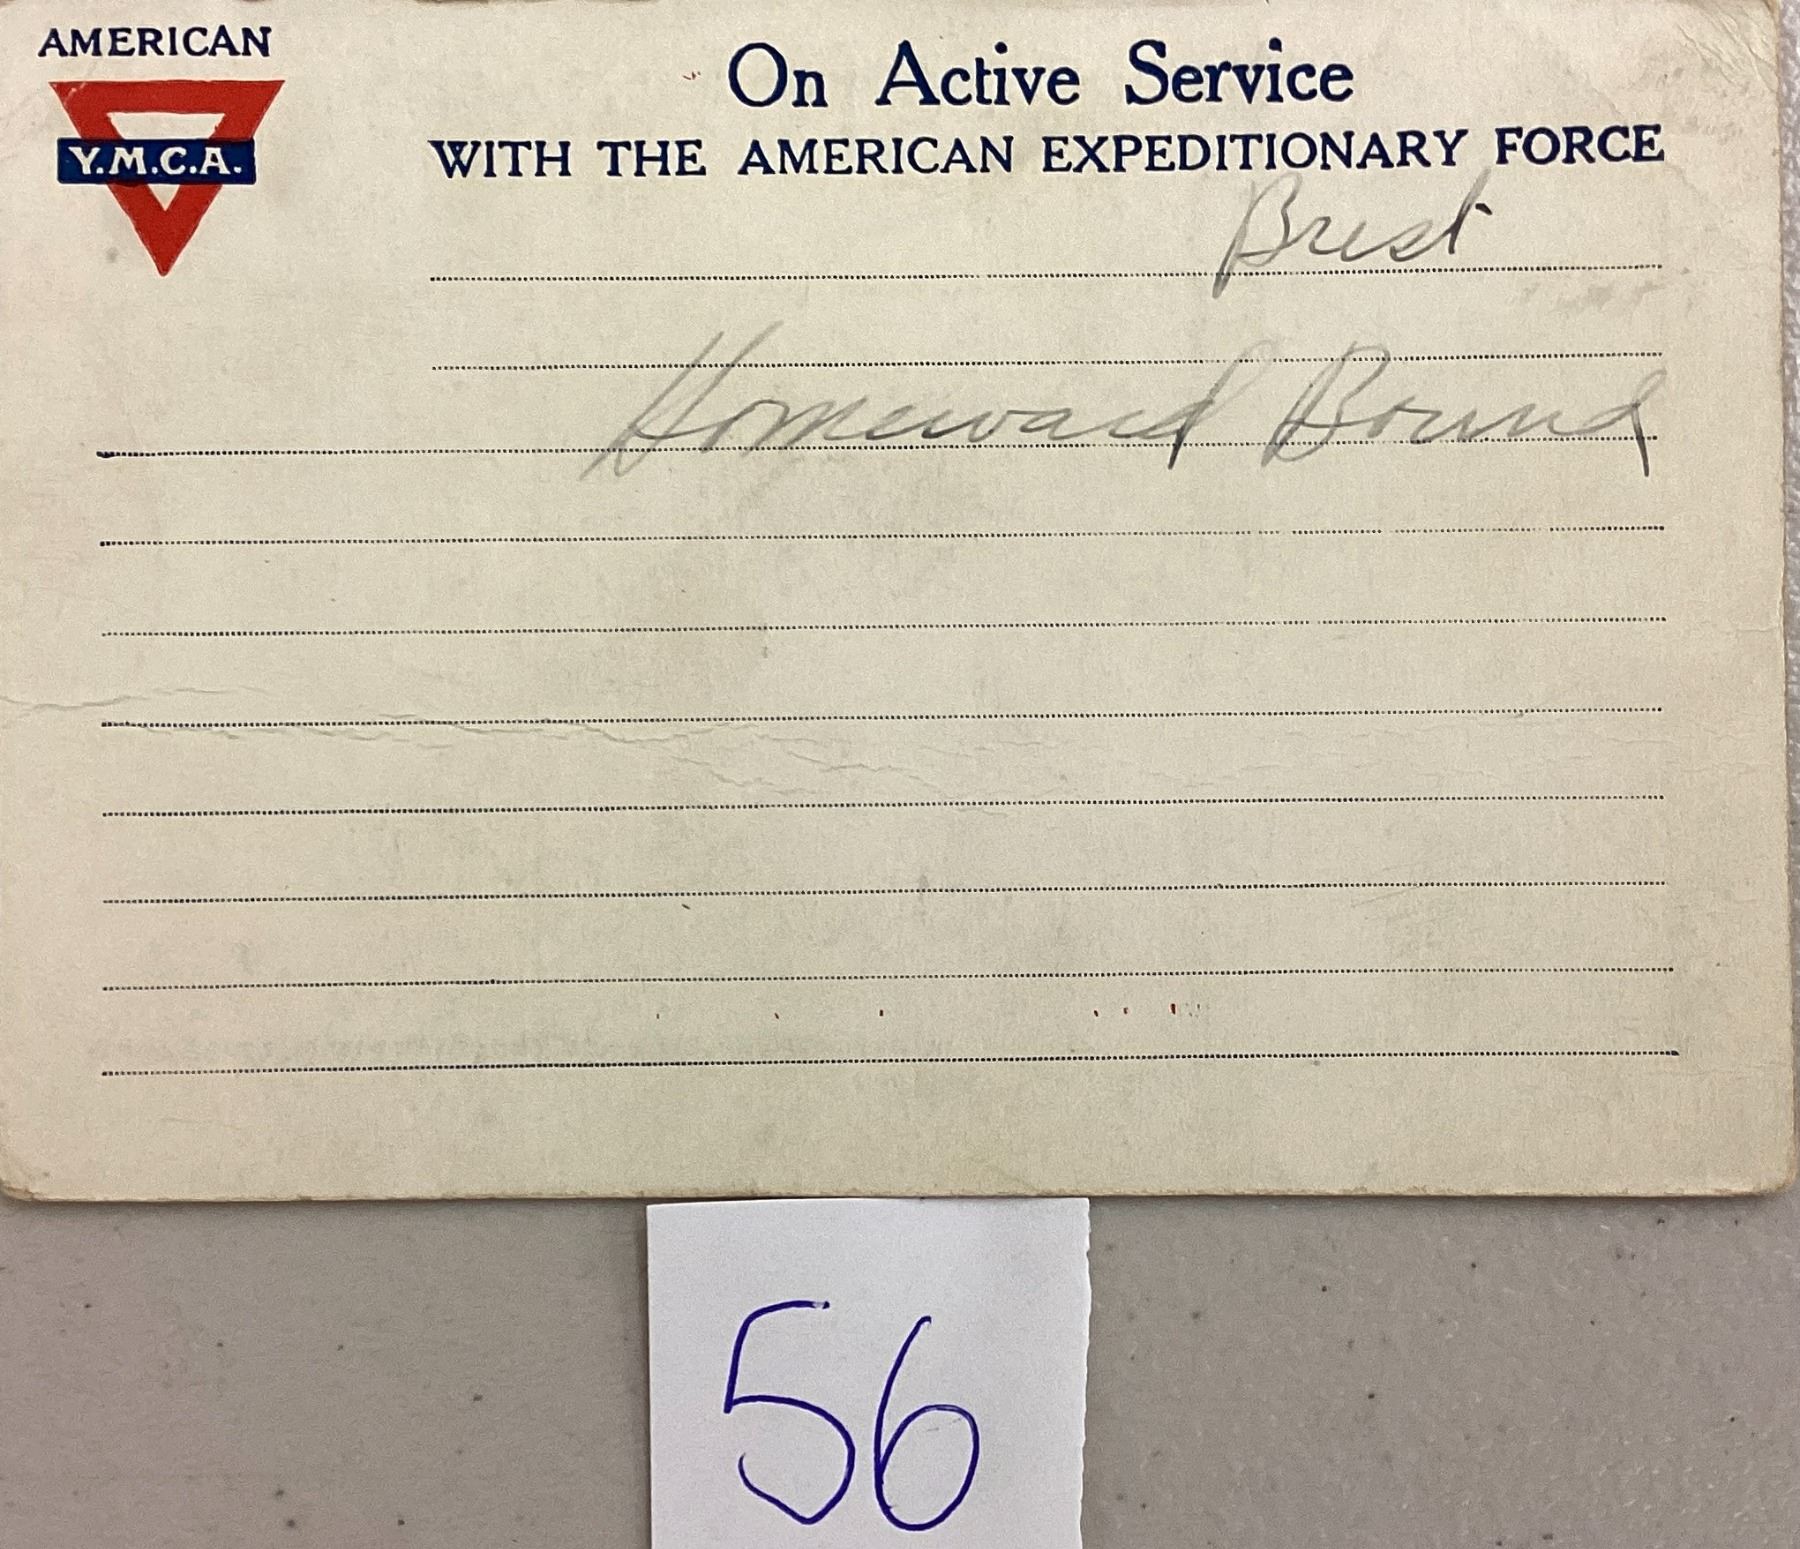 AMERICAN
Y.M.C.A.
On Active Service
WITH THE AMERICAN EXPEDITIONARY FORCE
Brest
Homeward Bound
56